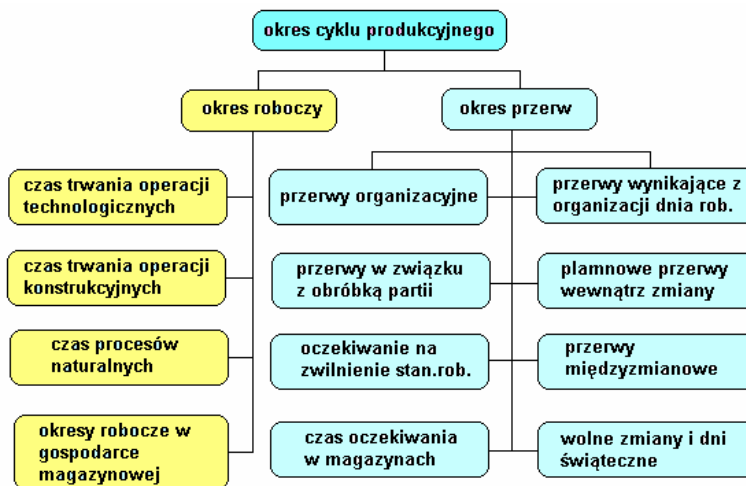 okres cyklu produkcyjnego
okres roboczy
okres przerw
czas trwania operacji
technologicznych
czas trwania operacji
konstrukcyjnych
czas procesów
naturalnych
okresy robocze w
gospodarce
magazynowej
przerwy organizacyjne
przerwy w związku
z obróbką partii
oczekiwanie na
zwilnienie stan.rob.
czas oczekiwania
w magazynach
przerwy wynikające z
organizacji dnia rob.
plamnowe przerwy
wewnątrz zmiany
przerwy
międzyzmianowe
wolne zmiany i dni
świąteczne